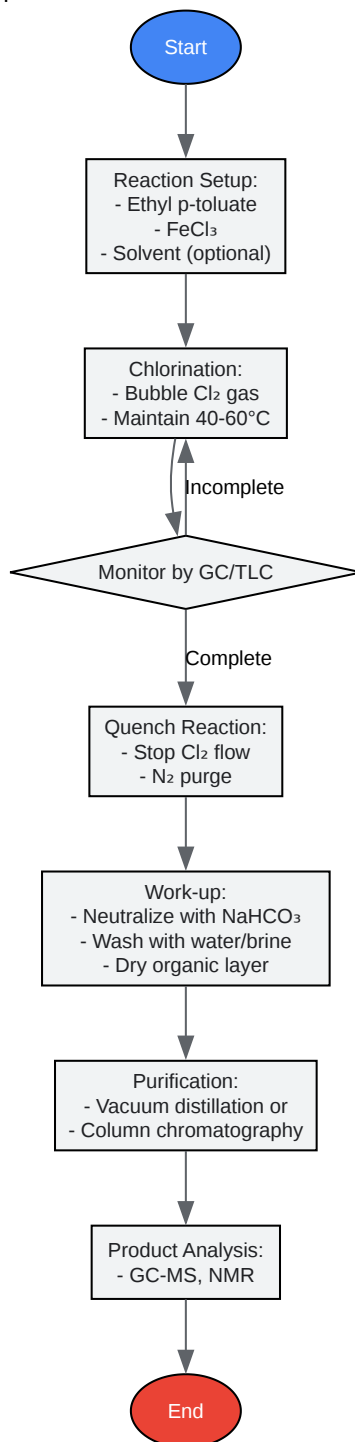 Start
Reaction Setup:
- Ethyl p-toluate
- FeCl₃
- Solvent (optional)
Chlorination:
- Bubble Cl₂ gas
- Maintain 40-60°C
Incomplete
Monitor by GC/TLC
Complete
Quench Reaction:
- Stop Cl₂ flow
- N₂ purge
Work-up:
- Neutralize with NaHCO₃
- Wash with water/brine
- Dry organic layer
Purification:
- Vacuum distillation or
- Column chromatography
Product Analysis:
- GC-MS, NMR
End